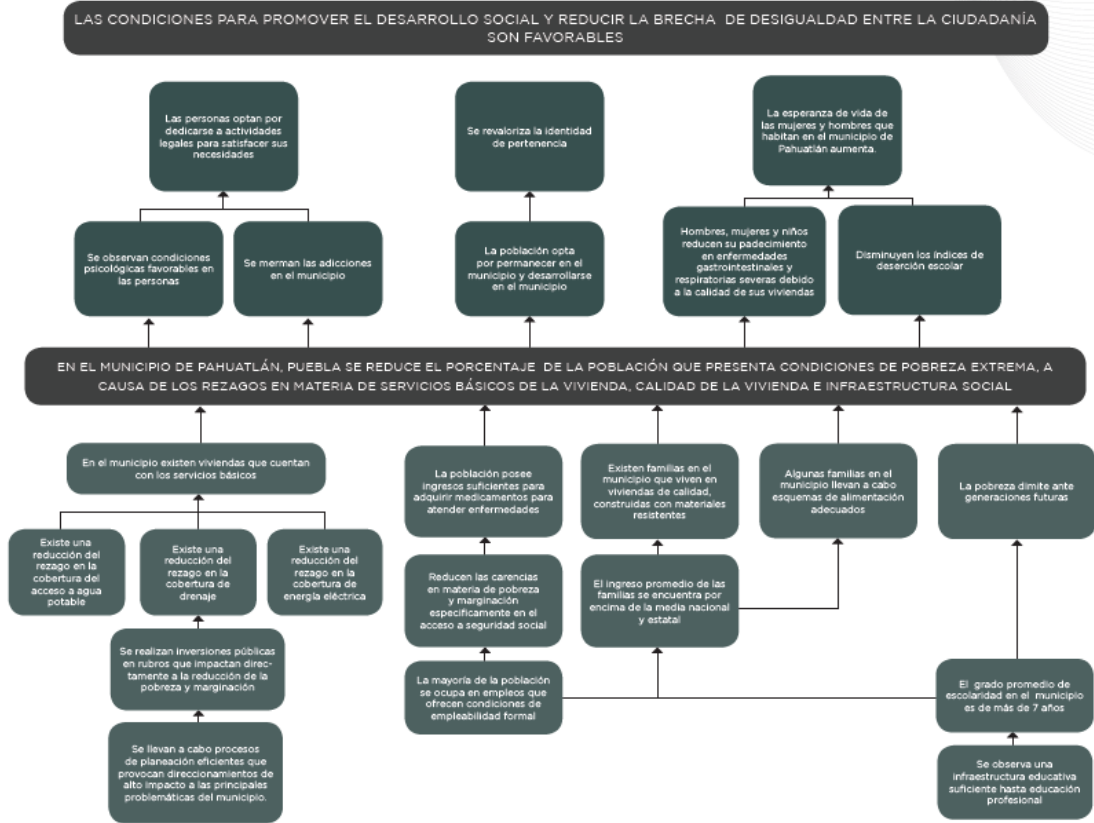 LAS CONDICIONES PARA PROMOVER EL DESARROLLO SOCIAL Y REDUCIR LA BRECHA DE DESIGUALDAD ENTRE LA CIUDADANÍA
SON FAVORABLES
Las personas optan por
dedicarse a actividades
legales para satisfacer sus
necesidades
Se revaloriza la identidad
de pertenencia
La esperanza de vida de
las mujeres y hombres que
habitan en el municipio de
Pahuatlán aumenta.
Se observan condiciones
psicológicas favorables en
las personas
Se merman las adicciones
en el municipio
La población opta
por permanecer en el
municipio y desarrollarse
en el municipio
Hombres, mujeres y niños
reducen su padecimiento
en enfermedades
gastrointestinales y
respiratorias severas debido
a la calidad de sus viviendas
Disminuyen los índices de
deserción escolar
EN EL MUNICIPIO DE PAHUATLÁN, PUEBLA SE REDUCE EL PORCENTAJE DE LA POBLACIÓN QUE PRESENTA CONDICIONES DE POBREZA EXTREMA, A
CAUSA DE LOS REZAGOS EN MATERIA DE SERVICIOS BÁSICOS DE LA VIVIENDA, CALIDAD DE LA VIVIENDA E INFRAESTRUCTURA SOCIAL
En el municipio existen viviendas que cuentan
con los servicios básicos
La población posee
ingresos suficientes para
adquirir medicamentos para
atender enfermedades
Existen familias en el
municipio que viven en
viviendas de calidad,
construidas con materiales
resistentes
Algunas familias en el
municipio llevan a cabo
esquemas de alimentación
adecuados
La pobreza dimite ante
generaciones futuras
Existe una
reducción del
rezago en la
cobertura del
acceso a agua
potable
Existe una
reducción del
rezago en la
cobertura de
drenaje
Existe una
reducción del
rezago en la
cobertura de
energía eléctrica
Reducen las carencias
en materia de pobreza
y marginación
específicamente en el
acceso a seguridad social
El ingreso promedio de las
familias se encuentra por
encima de la media nacional
y estatal
Se realizan inversiones públicas
en rubros que impactan direc-
tamente a la reducción de la
pobreza y marginación
La mayoría de la población
se ocupa en empleos que
ofrecen condiciones de
empleabilidad formal
El grado promedio de
escolaridad en el municipio
es de más de 7 años
Se llevan a cabo procesos
de planeación eficientes que
provocan direccionamientos de
alto impacto a las principales
problemáticas del municipio.
Se observa una
infraestructura educativa
suficiente hasta educación
profesional